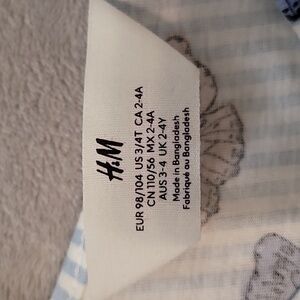 H&M
EUR 98/104 US 3/4T CA 2-4A
CN 110/56 MX 2-4A
AUS 3-4 UK 2-4Y
Made in Bangladesh
Fabriqué au Bangladesh